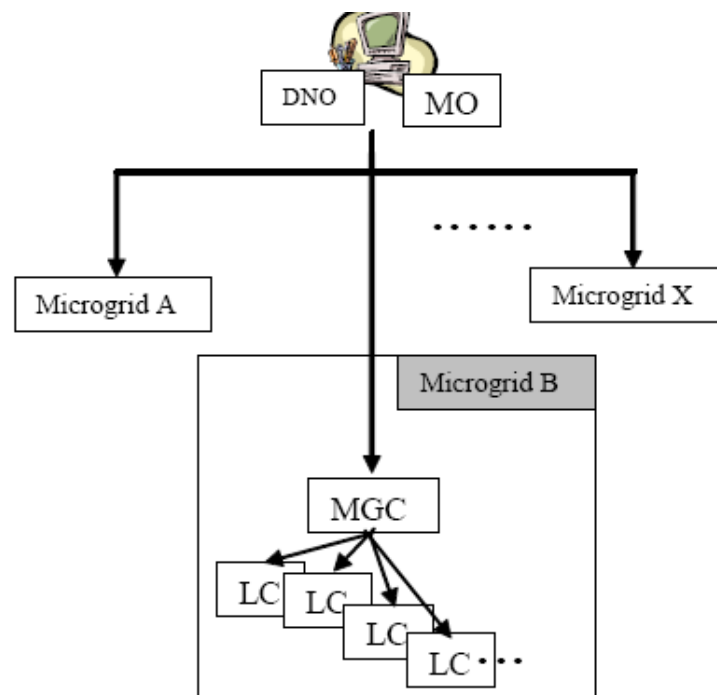 DNO
MO
......
Microgrid A
Microgrid X
Microgrid B
MGC
LC
LC
LC
LC...